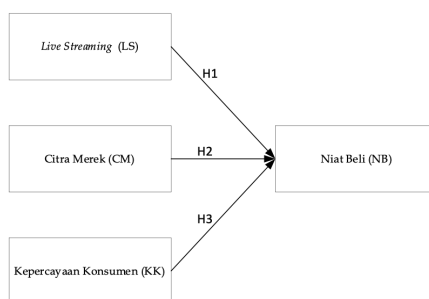 Live Streaming (LS)
H1
Citra Merek (CM)
H2
Niat Beli (NB)
H3
Kepercayaan Konsumen (KK)